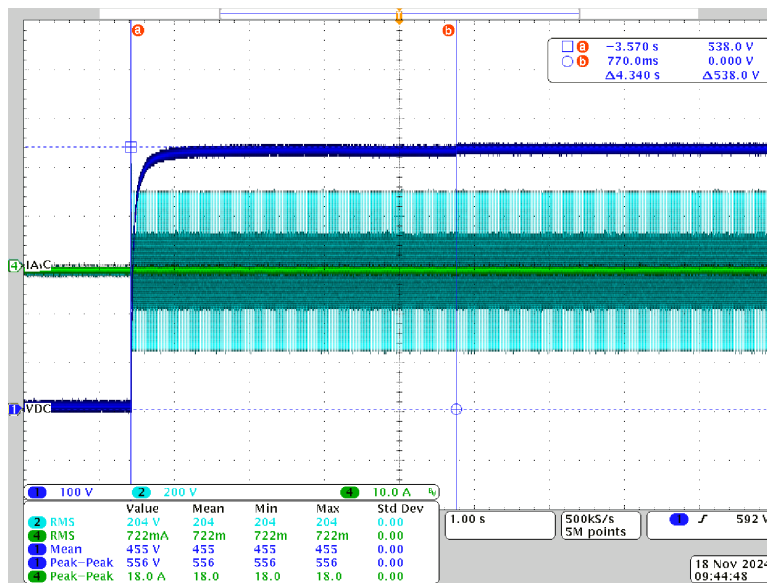 a
b
a −3.570 s 538.0 V
b 770.0ms 0.000 V
Δ4.340 s Δ538.0 V
4 IAC
1 VDC
1 100 V 2 200 V 4 10.0 A
Value Mean Min Max Std Dev
2 RMS 204 V 204 204 204 0.00
4 RMS 722mA 722m 722m 722m 0.00
1 Mean 455 V 455 455 455 0.00
1 Peak-Peak 556 V 556 556 556 0.00
4 Peak-Peak 18.0 A 18.0 18.0 18.0 0.00
1.00 s
500kS/s
5M points
1 592 V
18 Nov 2024
09:44:48